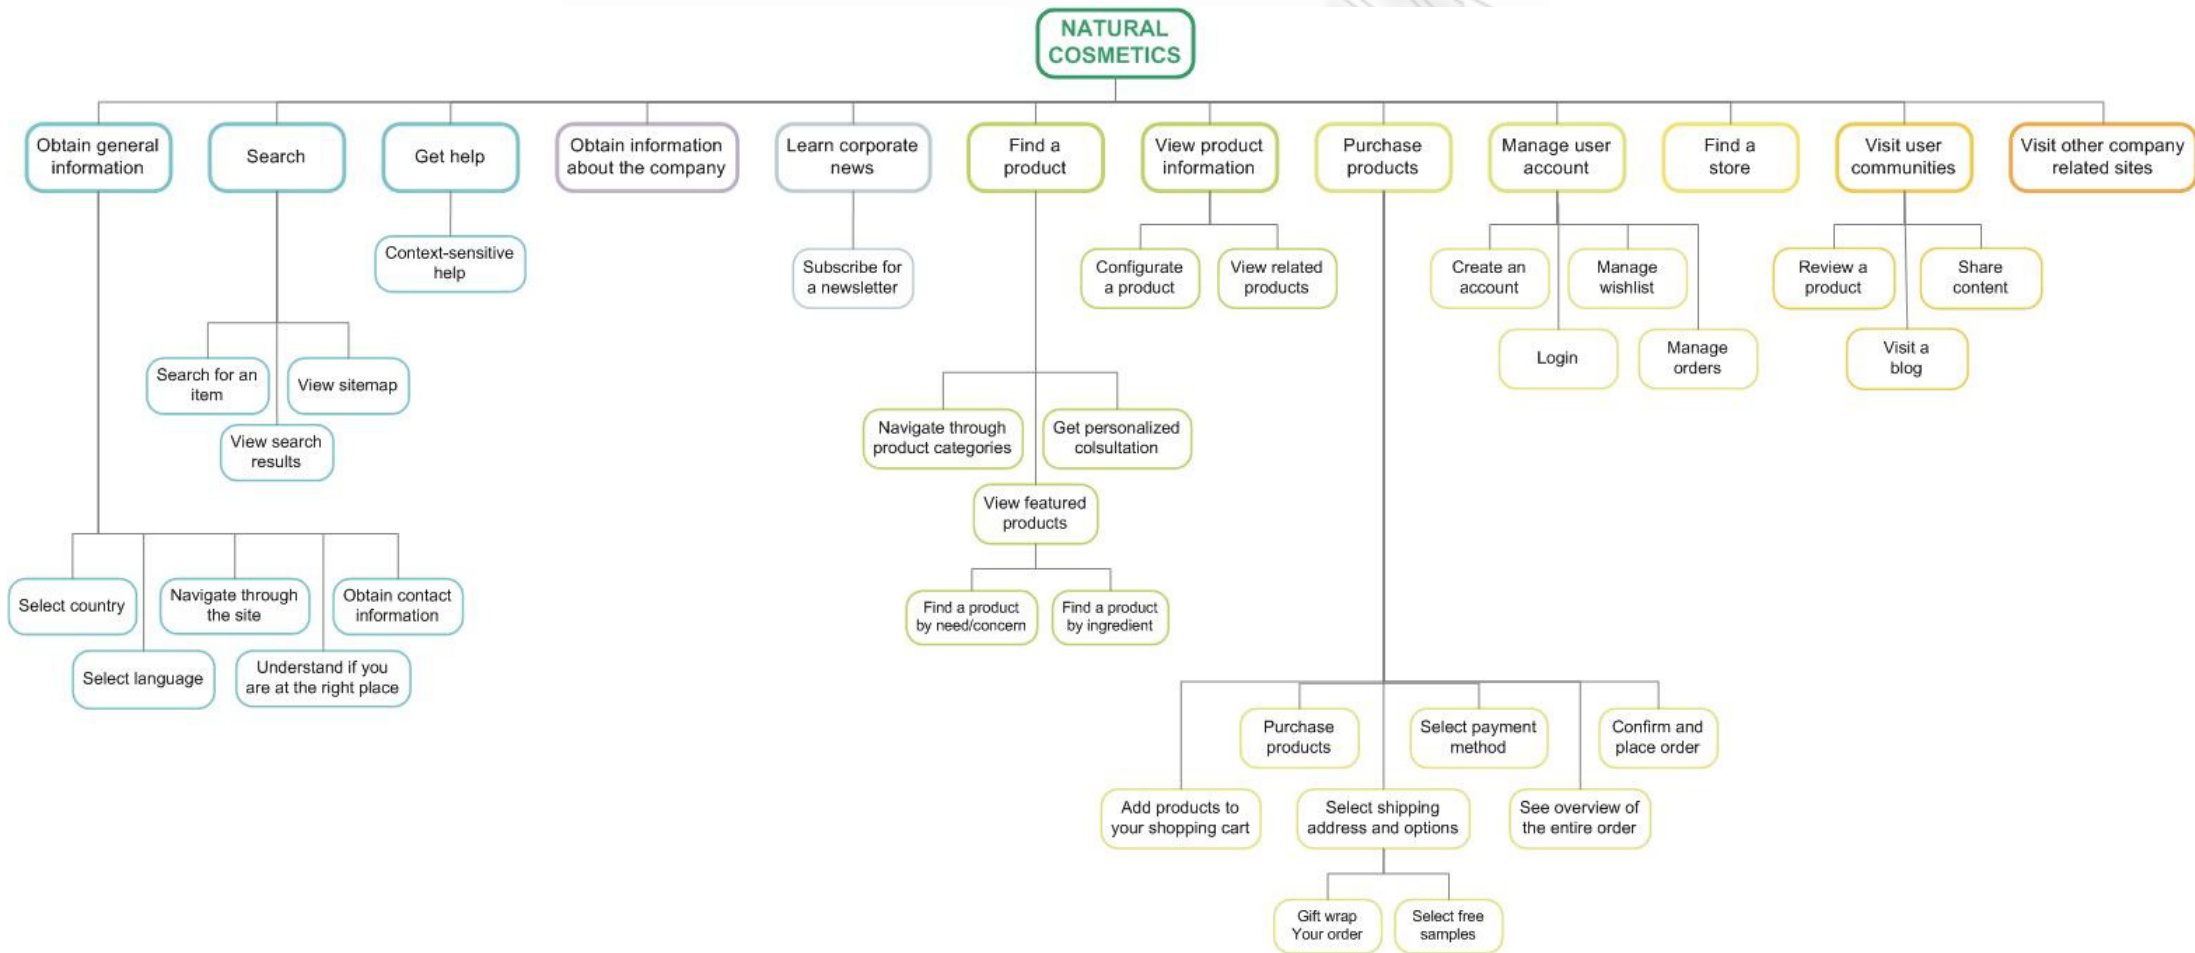 NATURAL
COSMETICS
Obtain general
information
Search
Get help
Obtain information
about the company
Learn corporate
news
Find a
product
View product
information
Purchase
products
Manage user
account
Find a
store
Visit user
communities
Visit other company
related sites
Context-sensitive
help
Subscribe for
a newsletter
Configurate
a product
View related
products
Create an
account
Manage
wishlist
Review a
product
Share
content
Login
Manage
orders
Visit a
blog
Search for an
item
View sitemap
View search
results
Navigate through
product categories
Get personalized
colsultation
View featured
products
Select country
Navigate through
the site
Obtain contact
information
Find a product
by need/concern
Find a product
by ingredient
Select language
Understand if you
are at the right place
Purchase
products
Select payment
method
Confirm and
place order
Add products to
your shopping cart
Select shipping
address and options
See overview of
the entire order
Gift wrap
Your order
Select free
samples